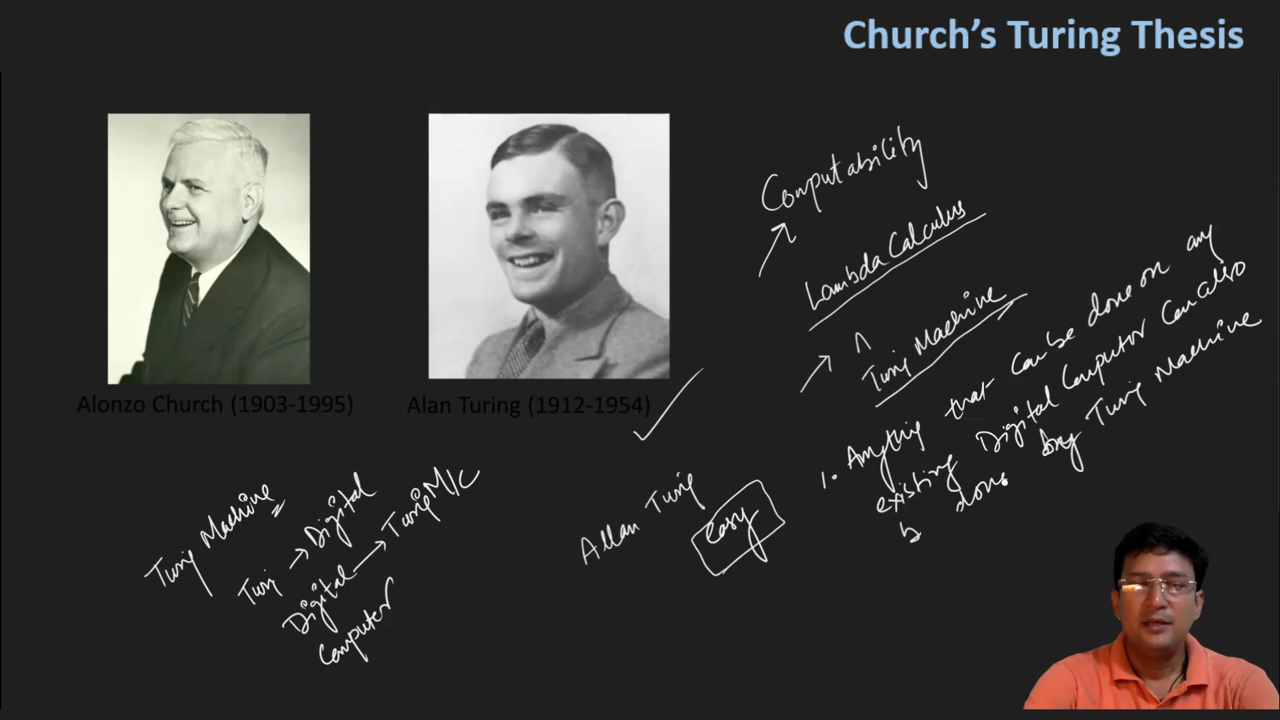 Church's Turing Thesis
Alonzo Church (1903-1995)
Alan Turing (1912-1954)
Computability
Lambda Calculus
Turing Machine
1. Anything that can be done on any
existing Digital Computer can also
b done by Turing Machine
Allan Turing
easy
Turing Machine
Turing → Digital
Digital → Turing M/C
Computer